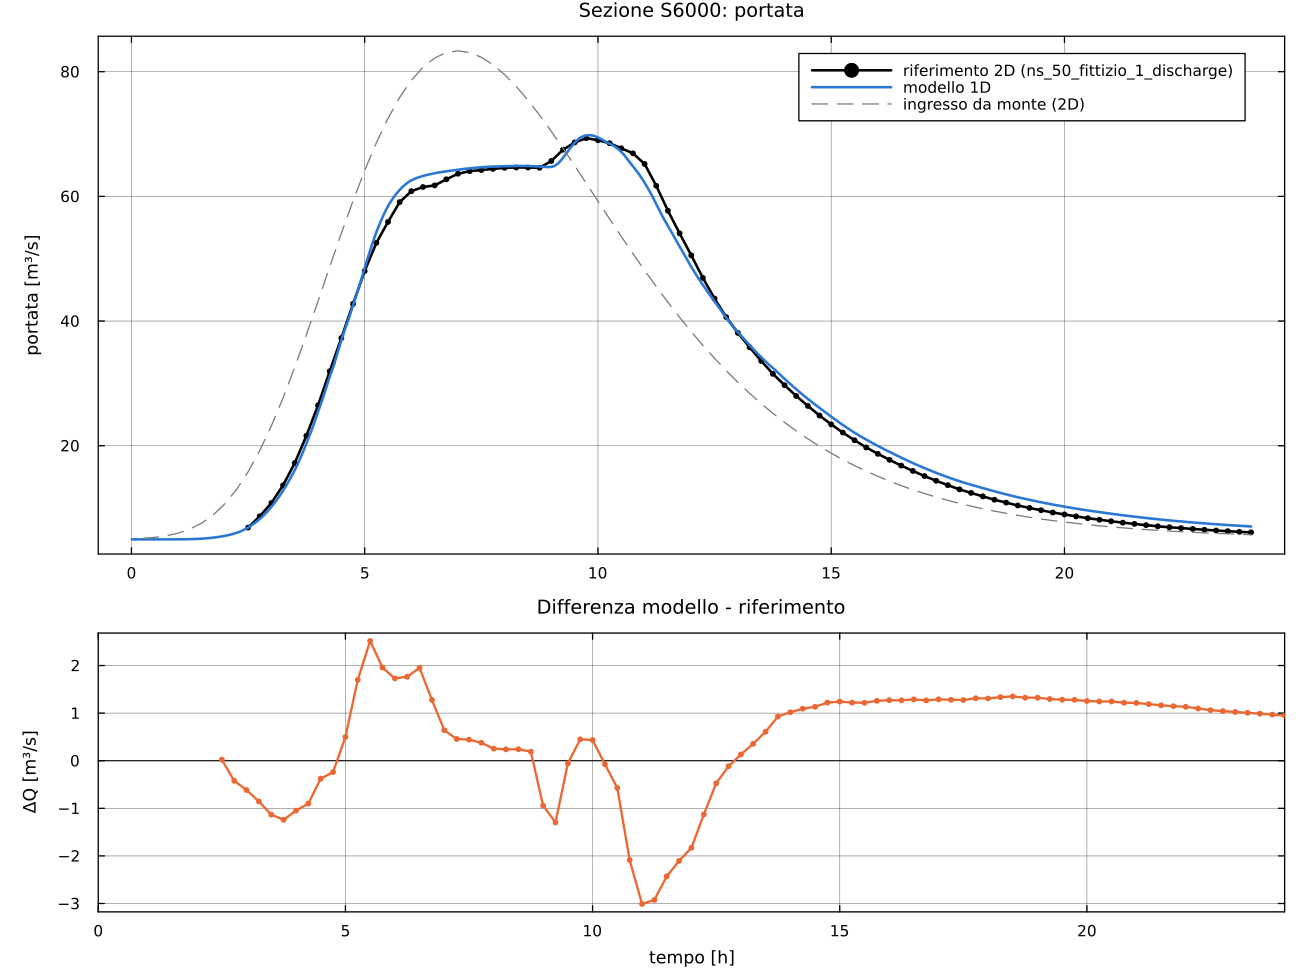 Sezione S6000: portata
portata [m³/s]
80
60
40
20
riferimento 2D (ns_50_fittizio_1_discharge)
modello 1D
ingresso da monte (2D)
0 5 10 15 20
Differenza modello - riferimento
ΔQ [m³/s]
2
1
0
−1
−2
−3
0 5 10 15 20
tempo [h]